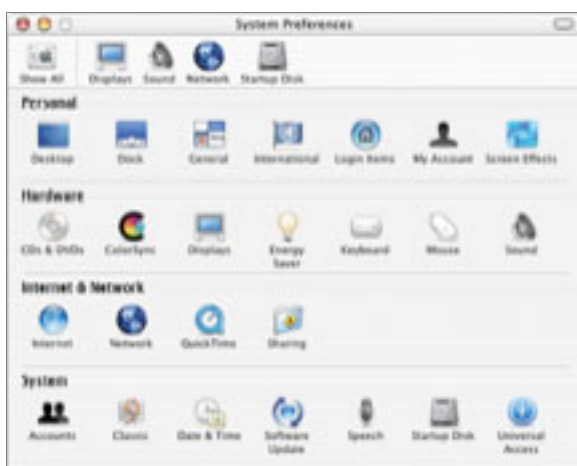 System Preferences
Show All Displays Sound Network Startup Disk
Personal
Desktop Dock General International Login Items My Account Screen Effects
Hardware
CDs & DVDs ColorSync Displays Energy Saver Keyboard Mouse Sound
Internet & Network
Internet Network QuickTime Sharing
System
Accounts Classic Date & Time Software Update Speech Startup Disk Universal Access